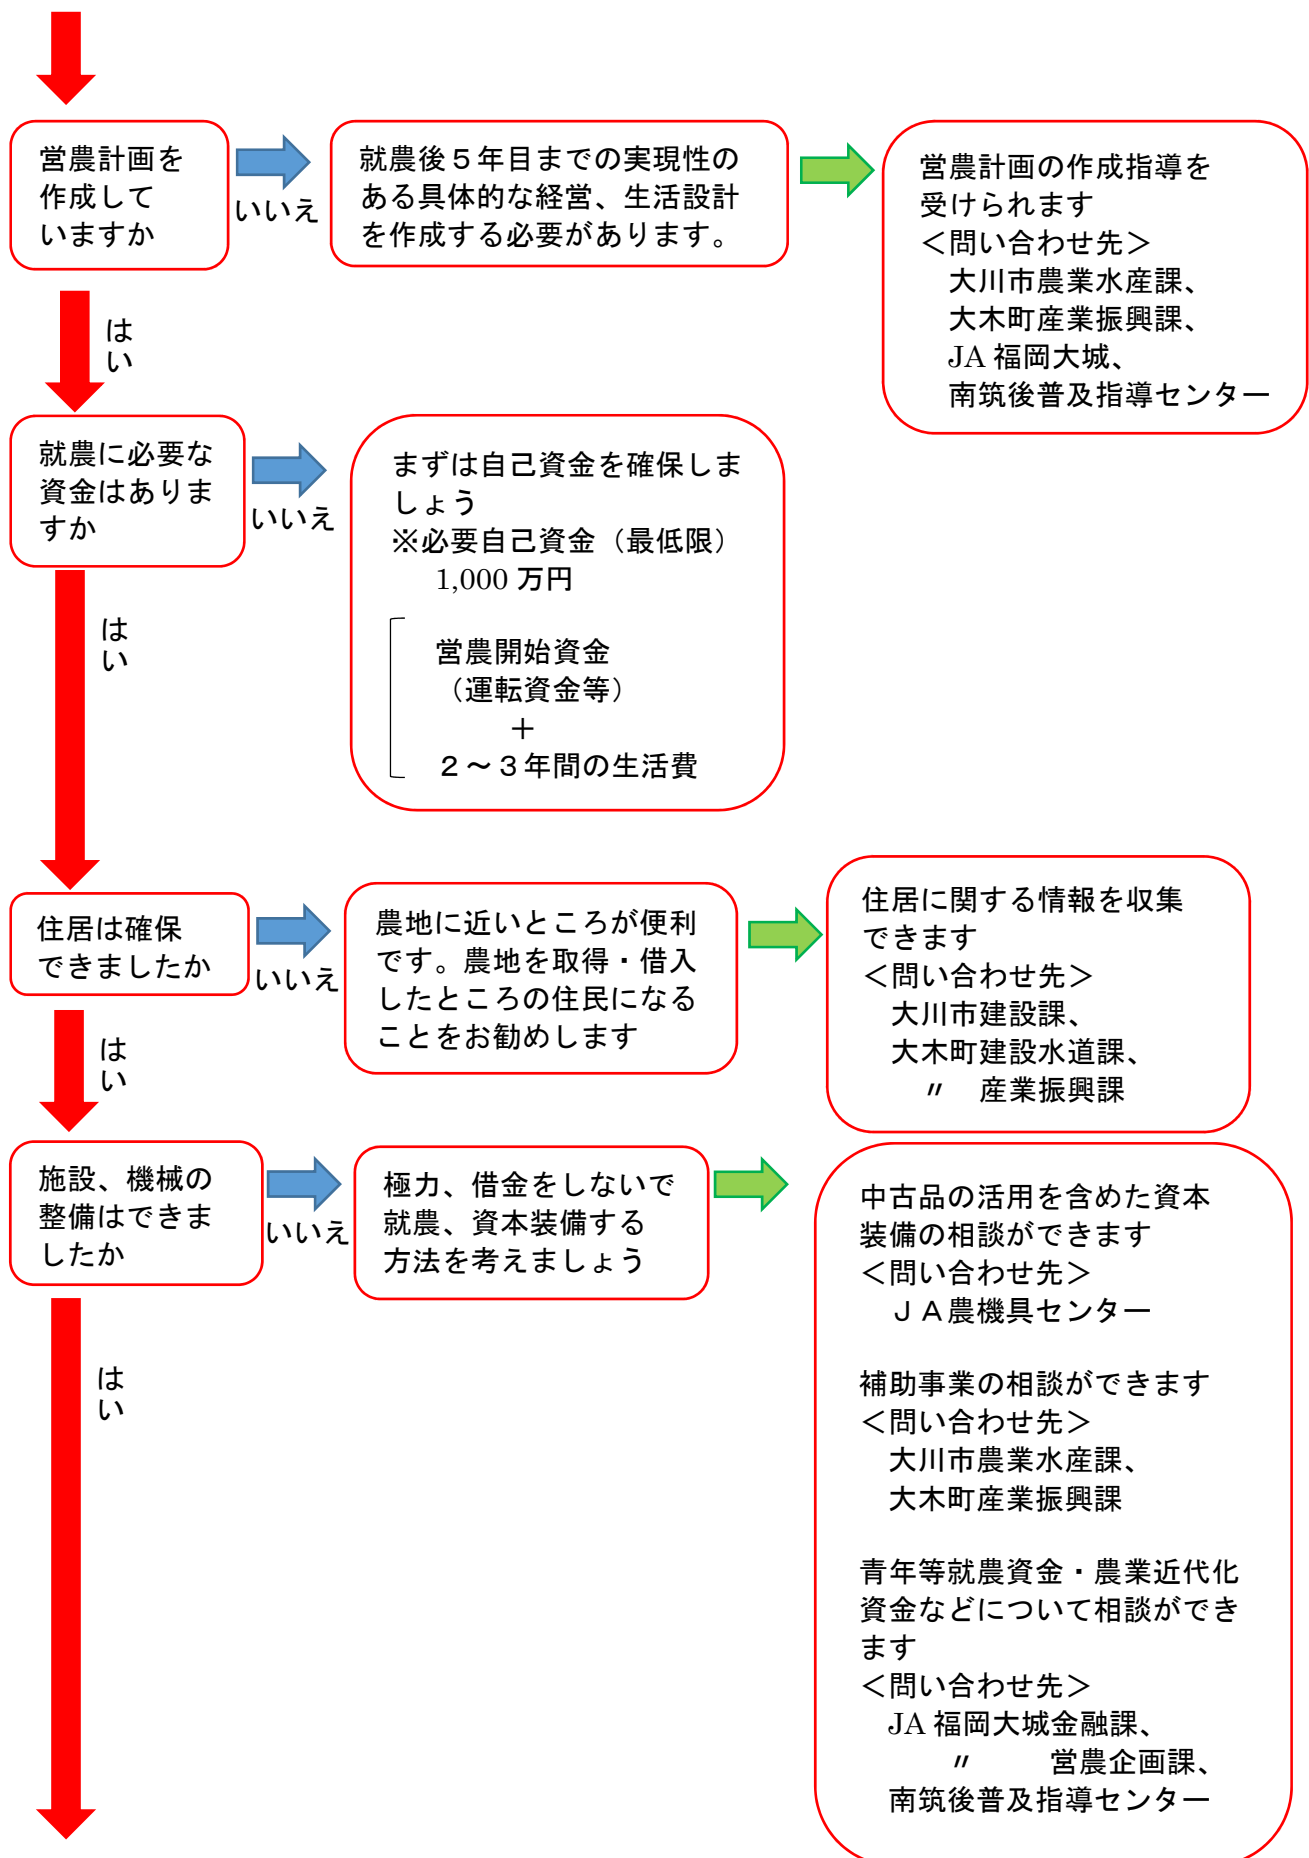 営農計画を
作成して
いますか
いいえ
就農後５年目までの実現性の
ある具体的な経営、生活設計
を作成する必要があります。
営農計画の作成指導を
受けられます
＜問い合わせ先＞
大川市農業水産課、
大木町産業振興課、
JA 福岡大城、
南筑後普及指導センター
はい
就農に必要な
資金はありま
すか
いいえ
まずは自己資金を確保しま
しょう
※必要自己資金（最低限）
1,000 万円
営農開始資金
（運転資金等）
＋
２～３年間の生活費
はい
住居は確保
できましたか
いいえ
農地に近いところが便利
です。農地を取得・借入
したところの住民になる
ことをお勧めします
住居に関する情報を収集
できます
＜問い合わせ先＞
大川市建設課、
大木町建設水道課、
〃　産業振興課
はい
施設、機械の
整備はできま
したか
いいえ
極力、借金をしないで
就農、資本装備する
方法を考えましょう
中古品の活用を含めた資本
装備の相談ができます
＜問い合わせ先＞
ＪＡ農機具センター
補助事業の相談ができます
＜問い合わせ先＞
大川市農業水産課、
大木町産業振興課
青年等就農資金・農業近代化
資金などについて相談ができ
ます
＜問い合わせ先＞
JA 福岡大城金融課、
〃　　　営農企画課、
南筑後普及指導センター
はい